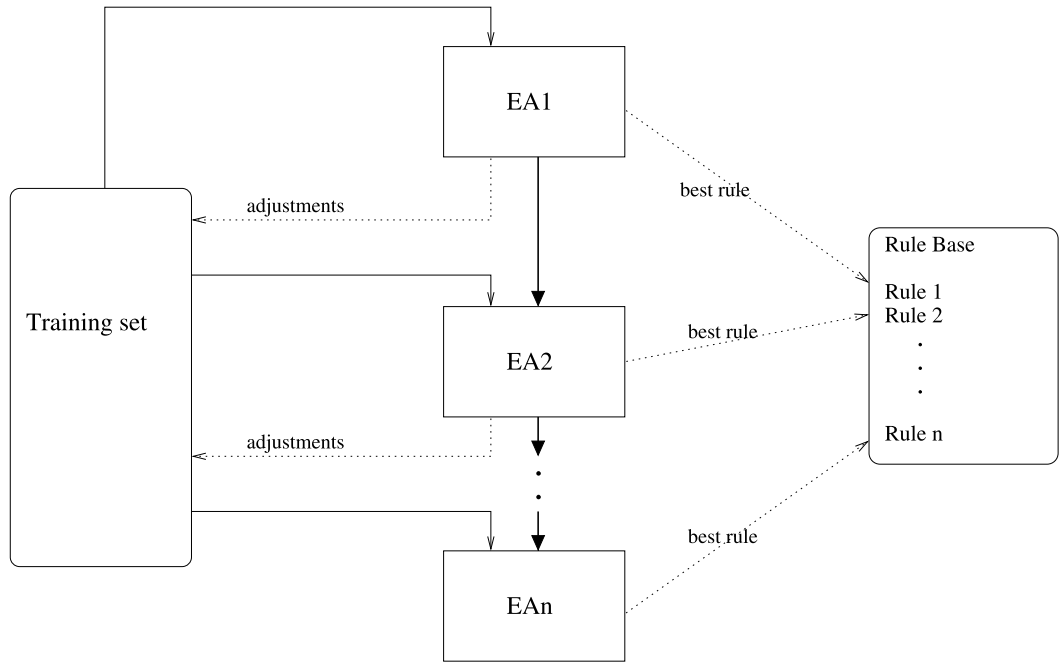 EA1
adjustments
best rule
Training set
EA2
best rule
adjustments
EAn
best rule
Rule Base
Rule 1
Rule 2
Rule n